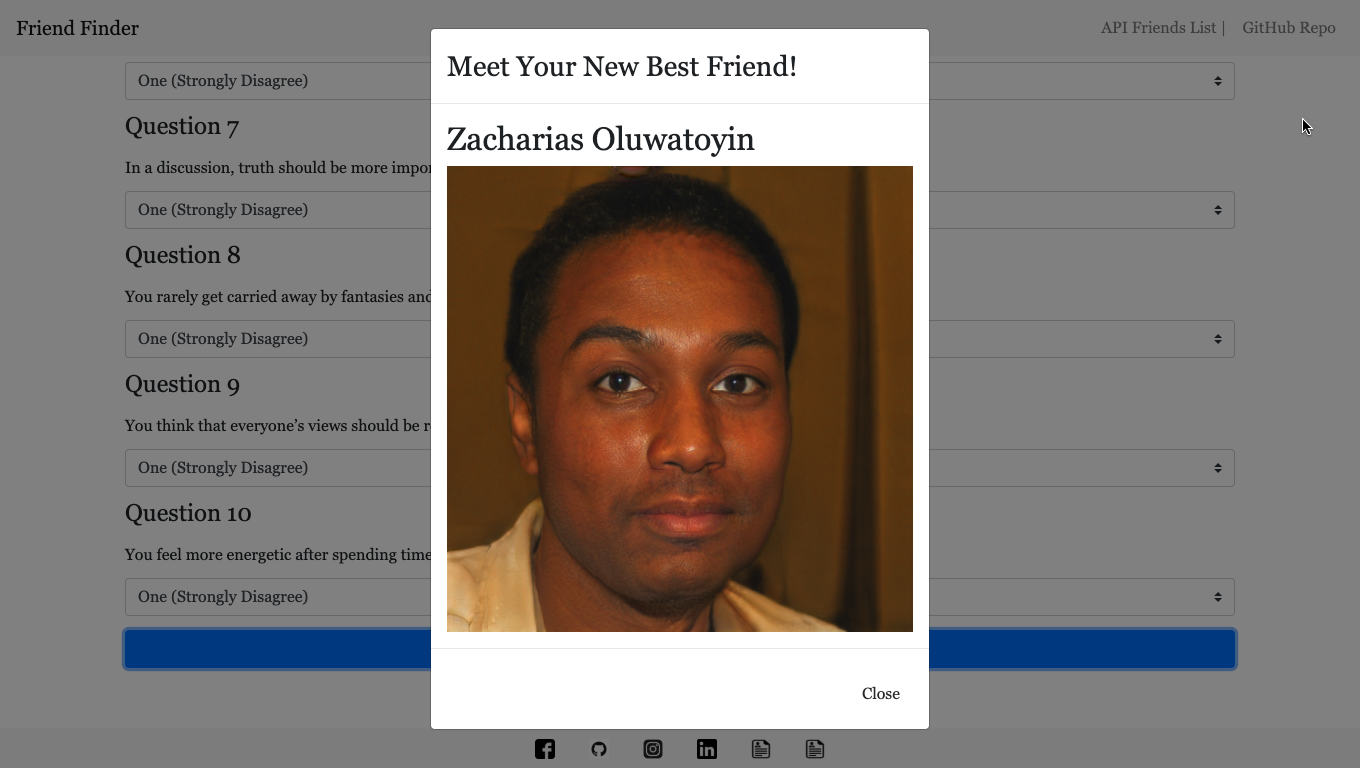 Friend Finder
API Friends List |
GitHub Repo
One (Strongly Disagree)
Question 7
In a discussion, truth should be more
One (Strongly Disagree)
Question 8
You rarely get carried away by fantasies and
One (Strongly Disagree)
Question 9
You think that everyone’s views should be
One (Strongly Disagree)
Question 10
You feel more energetic after spending time
One (Strongly Disagree)
Meet Your New Best Friend!
Zacharias Oluwatoyin
Close